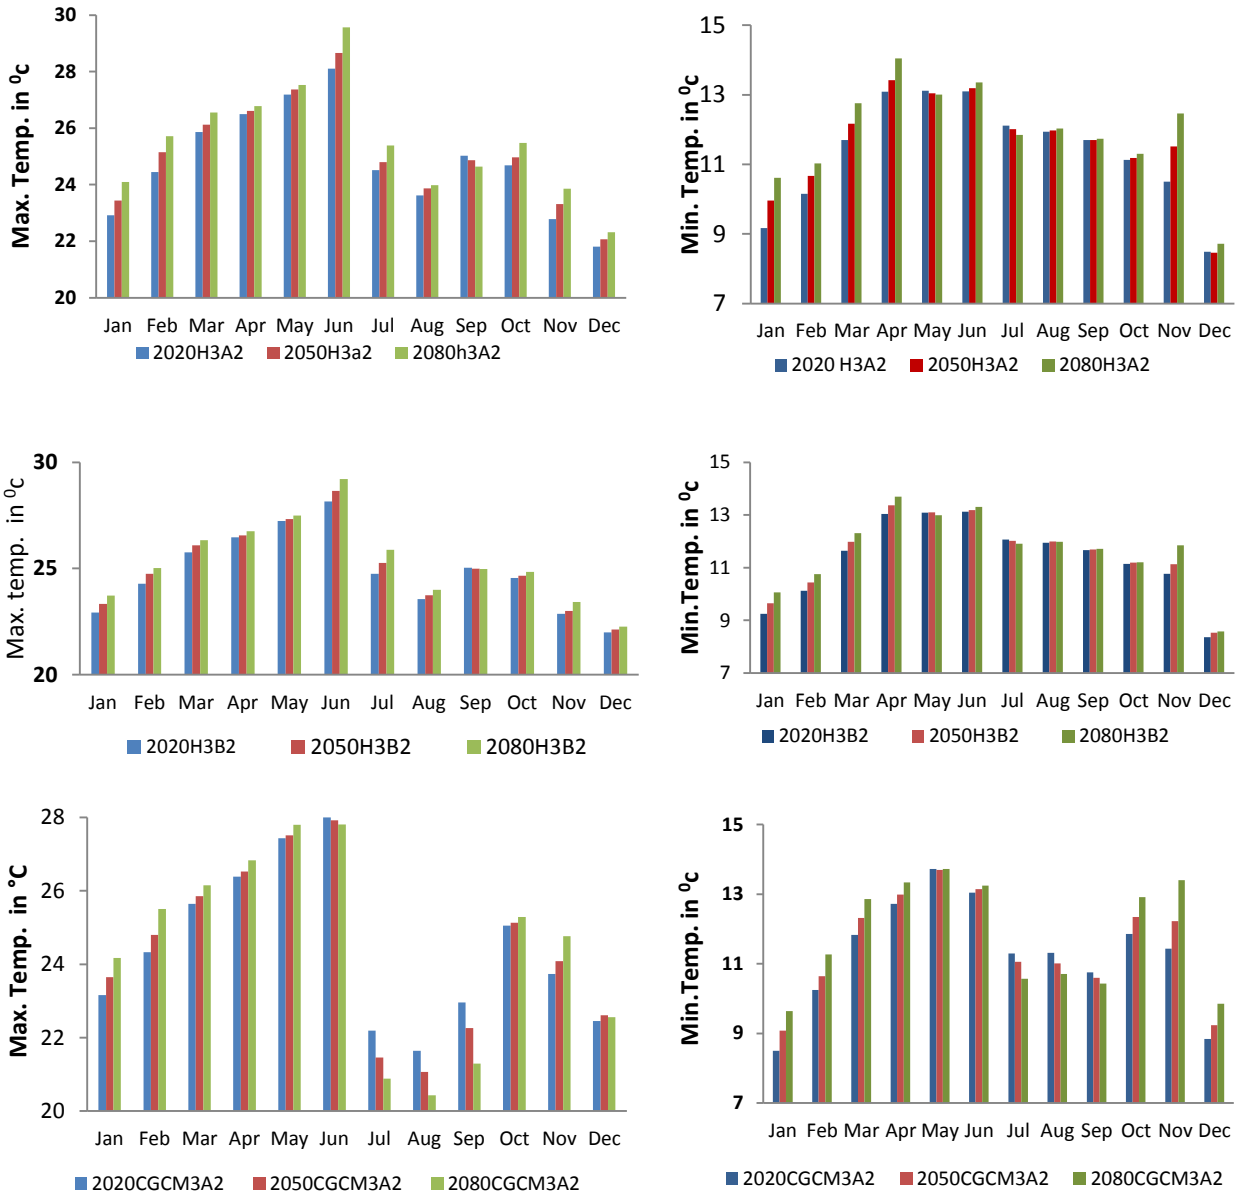 Max. Temp. in ⁰c
30
28
26
24
22
20
Jan Feb Mar Apr May Jun Jul Aug Sep Oct Nov Dec
2020H3A2 2050H3a2 2080h3A2
Min. Temp. in ⁰c
15
13
11
9
7
Jan Feb Mar Apr May Jun Jul Aug Sep Oct Nov Dec
2020 H3A2 2050H3A2 2080H3A2
Max. temp. in ⁰c
30
25
20
Jan Feb Mar Apr May Jun Jul Aug Sep Oct Nov Dec
2020H3B2 2050H3B2 2080H3B2
Min.Temp. in ⁰c
15
13
11
9
7
Jan Feb Mar Apr May Jun Jul Aug Sep Oct Nov Dec
2020H3B2 2050H3B2 2080H3B2
Max. Temp. in °C
28
26
24
22
20
Jan Feb Mar Apr May Jun Jul Aug Sep Oct Nov Dec
2020CGCM3A2 2050CGCM3A2 2080CGCM3A2
Min.Temp. in ⁰c
15
13
11
9
7
Jan Feb Mar Apr May Jun Jul Aug Sep Oct Nov Dec
2020CGCM3A2 2050CGCM3A2 2080CGCM3A2